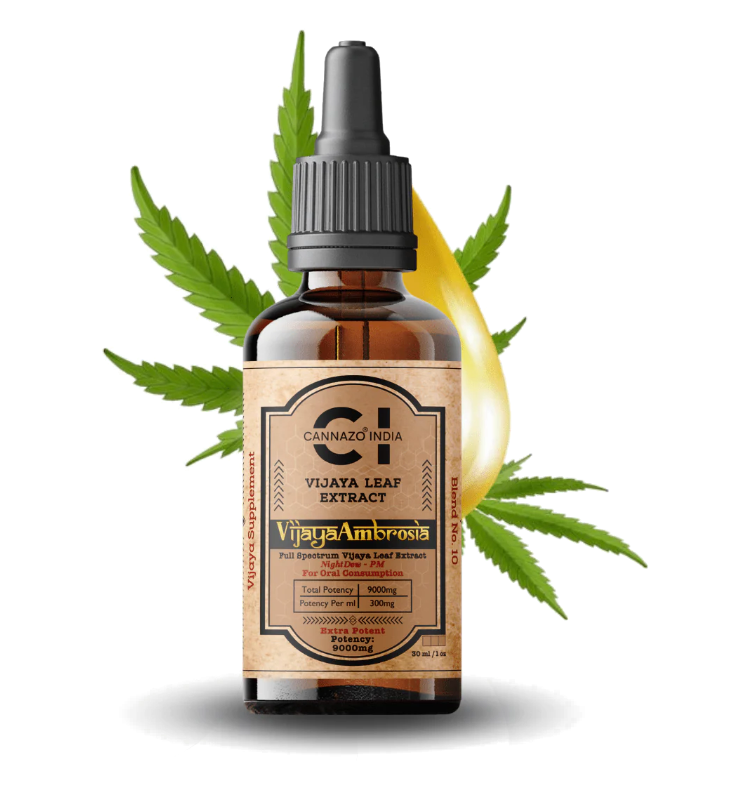 CI
CANNAZO® INDIA
VIJAYA LEAF
EXTRACT
VijayaAmbrosia
Full Spectrum Vijaya Leaf Extract
NightDew - PM
For Oral Consumption
Total Potency 9000mg
Potency Per ml 300mg
Extra Potent
Potency:
9000mg
30 ml / 1 oz
Vijaya Supplement
Blend No. 10